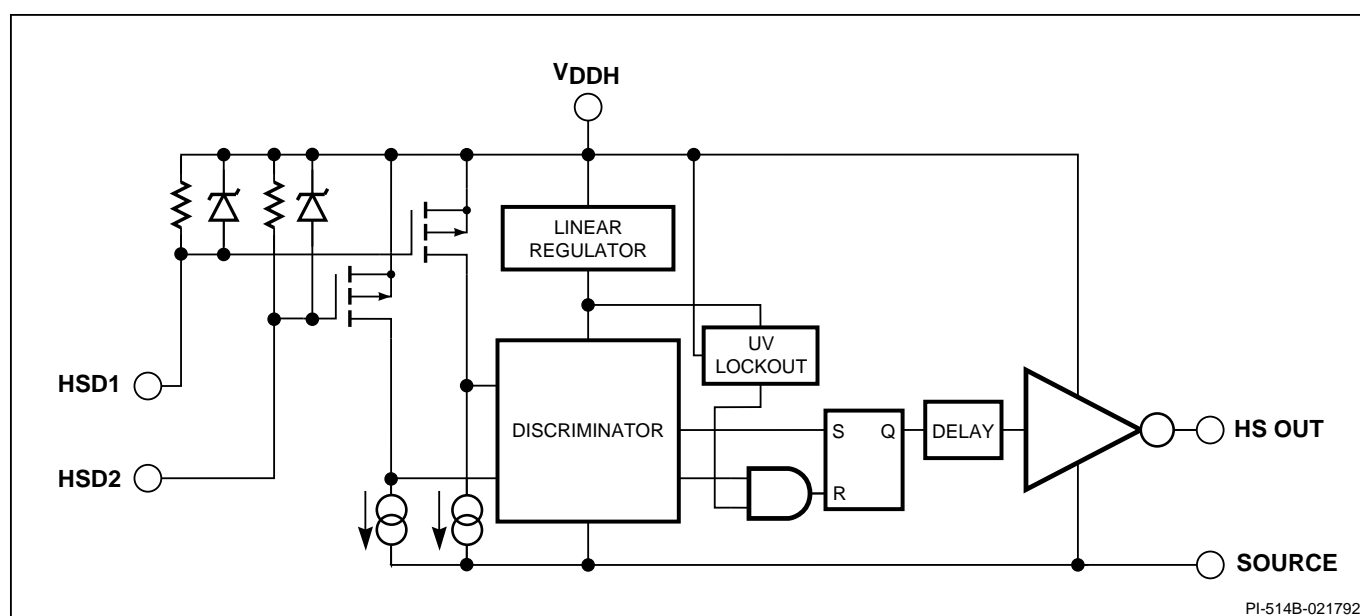 VDDH
LINEAR
REGULATOR
UV
LOCKOUT
HSD1
DISCRIMINATOR
S Q
DELAY
HS OUT
HSD2
R
SOURCE
PI-514B-021792